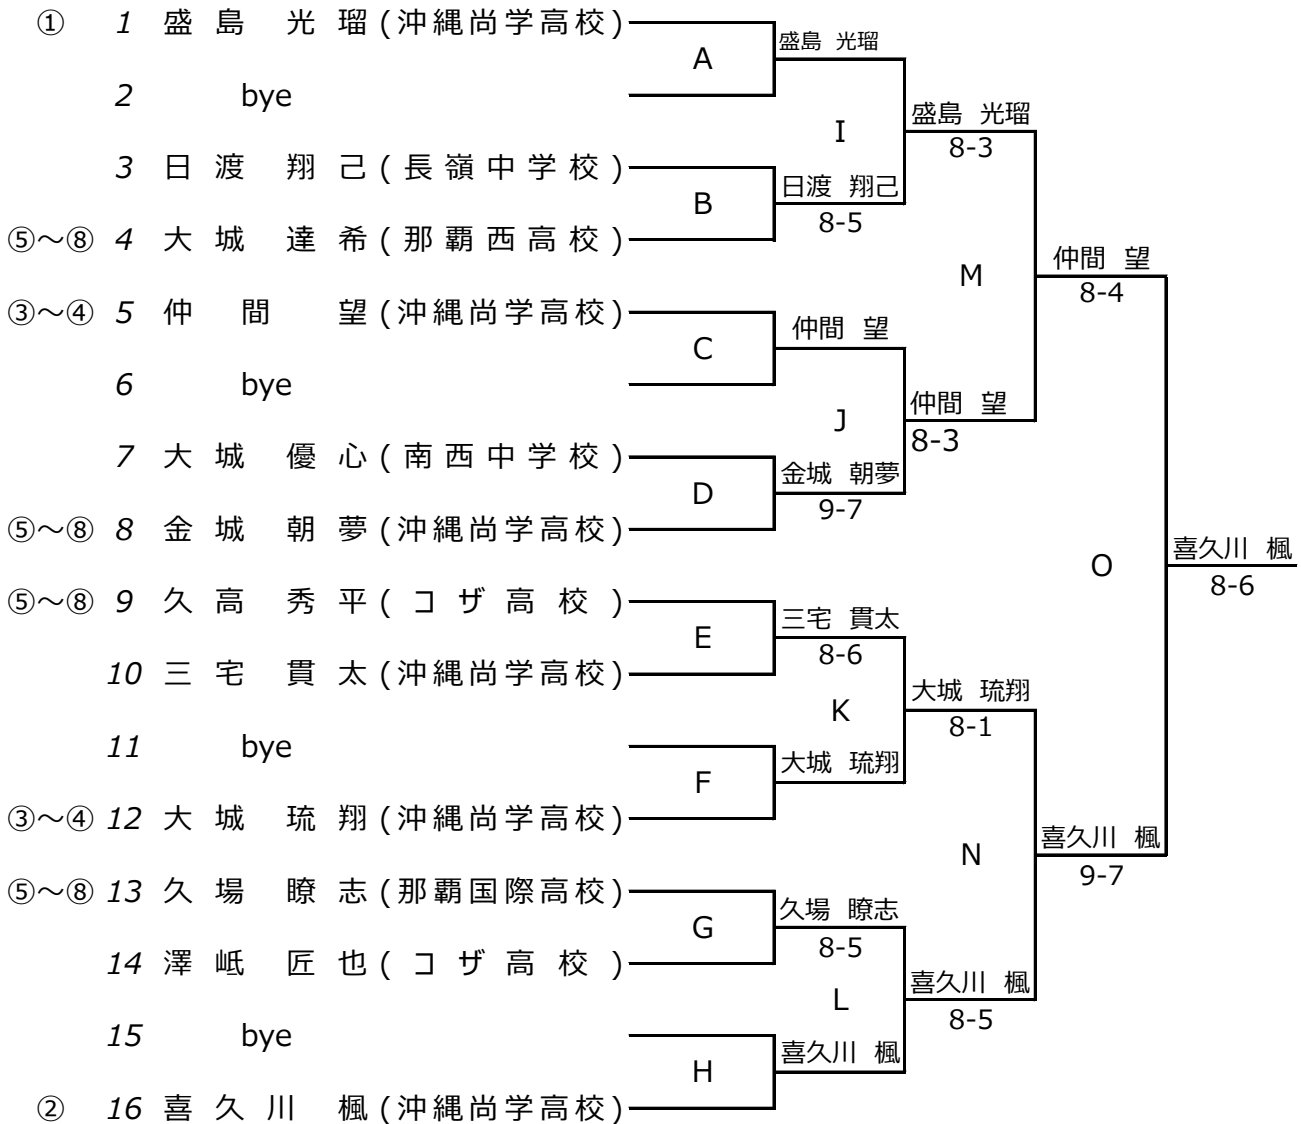 ① 1 盛島 光瑠(沖縄尚学高校)
A
盛島 光瑠
2 bye
I
盛島 光瑠
8-3
3 日渡 翔己(長嶺中学校)
B
日渡 翔己
8-5
⑤～⑧ 4 大城 達希(那覇西高校)
M
仲間 望
8-4
③～④ 5 仲間 望(沖縄尚学高校)
C
仲間 望
6 bye
J
仲間 望
8-3
7 大城 優心(南西中学校)
D
金城 朝夢
9-7
⑤～⑧ 8 金城 朝夢(沖縄尚学高校)
O
喜久川 楓
8-6
⑤～⑧ 9 久高 秀平(コザ高校)
E
三宅 貫太
8-6
10 三宅 貫太(沖縄尚学高校)
K
大城 琉翔
8-1
11 bye
F
大城 琉翔
③～④ 12 大城 琉翔(沖縄尚学高校)
N
喜久川 楓
9-7
⑤～⑧ 13 久場 瞭志(那覇国際高校)
G
久場 瞭志
8-5
14 澤岻 匠也(コザ高校)
L
喜久川 楓
8-5
15 bye
H
喜久川 楓
② 16 喜久川 楓(沖縄尚学高校)